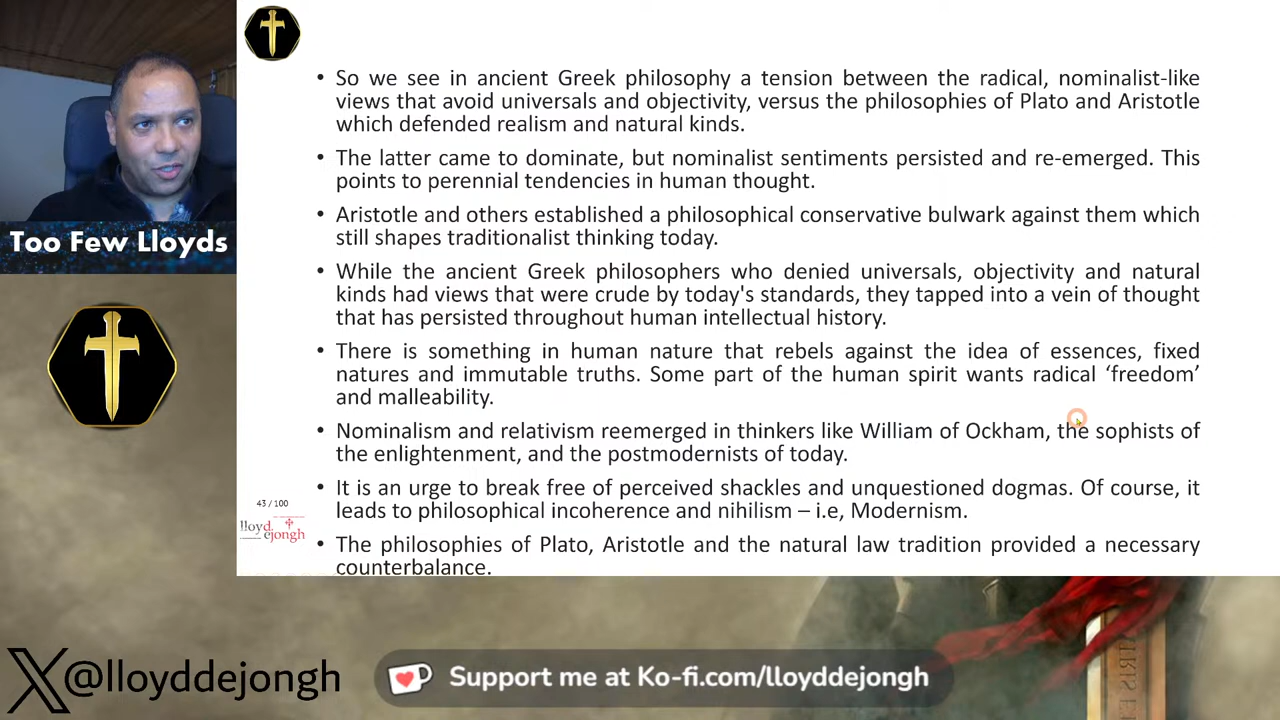 • So we see in ancient Greek philosophy a tension between the radical, nominalist-like
views that avoid universals and objectivity, versus the philosophies of Plato and Aristotle
which defended realism and natural kinds.
• The latter came to dominate, but nominalist sentiments persisted and re-emerged. This
points to perennial tendencies in human thought.
• Aristotle and others established a philosophical conservative bulwark against them which
still shapes traditionalist thinking today.
• While the ancient Greek philosophers who denied universals, objectivity and natural
kinds had views that were crude by today's standards, they tapped into a vein of thought
that has persisted throughout human intellectual history.
• There is something in human nature that rebels against the idea of essences, fixed
natures and immutable truths. Some part of the human spirit wants radical ‘freedom’
and malleability.
• Nominalism and relativism reemerged in thinkers like William of Ockham, the sophists of
the enlightenment, and the postmodernists of today.
• It is an urge to break free of perceived shackles and unquestioned dogmas. Of course, it
leads to philosophical incoherence and nihilism – i.e, Modernism.
• The philosophies of Plato, Aristotle and the natural law tradition provided a necessary
counterbalance.
Too Few Lloyds
43 / 100
lloyd
ejongh
X@lloyddejongh
Support me at Ko-fi.com/lloyddejongh